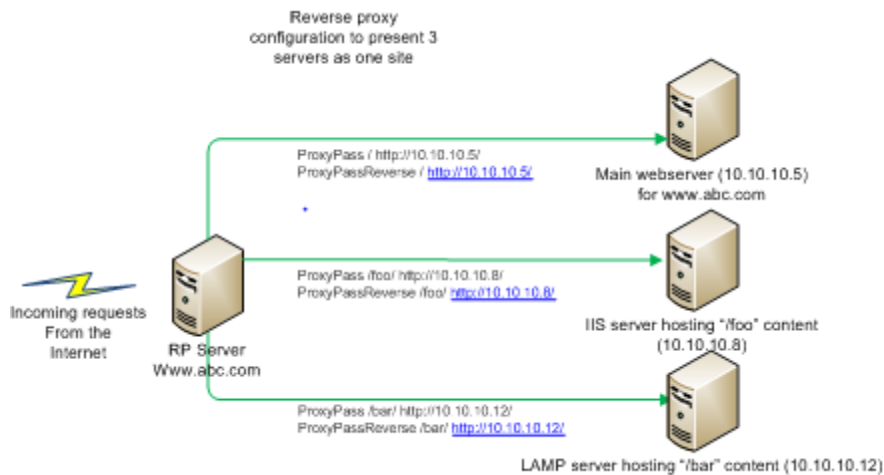 Reverse proxy
configuration to present 3
servers as one site
ProxyPass / http://10.10.10.5/
ProxyPassReverse / http://10.10.10.5/
Main webserver (10.10.10.5)
for www.abc.com
ProxyPass /foo/ http://10.10.10.8/
ProxyPassReverse /foo/ http://10.10.10.8/
IIS server hosting “/foo” content
(10.10.10.8)
Incoming requests
From the
Internet
RP Server
Www.abc.com
ProxyPass /bar/ http://10.10.10.12/
ProxyPassReverse /bar/ http://10.10.10.12/
LAMP server hosting “/bar” content (10.10.10.12)